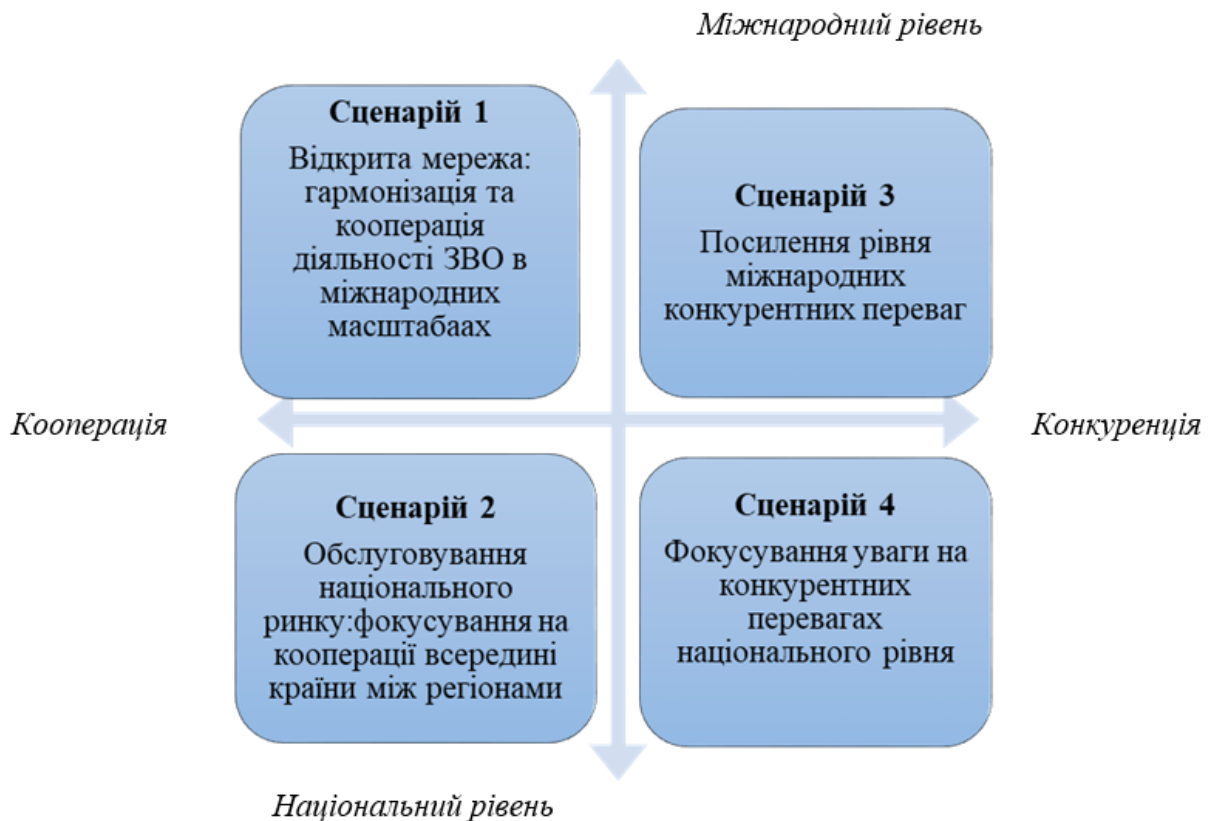 Міжнародний рівень
Сценарій 1
Відкрита мережа:
гармонізація та
кооперація
діяльності ЗВО в
міжнародних
масштабаах
Сценарій 3
Посилення рівня
міжнародних
конкурентних переваг
Кооперація
Конкуренція
Сценарій 2
Обслуговування
національного
ринку:фокусування на
кооперації всередині
країни між регіонами
Сценарій 4
Фокусування уваги на
конкурентних
перевагах
національного рівня
Національний рівень